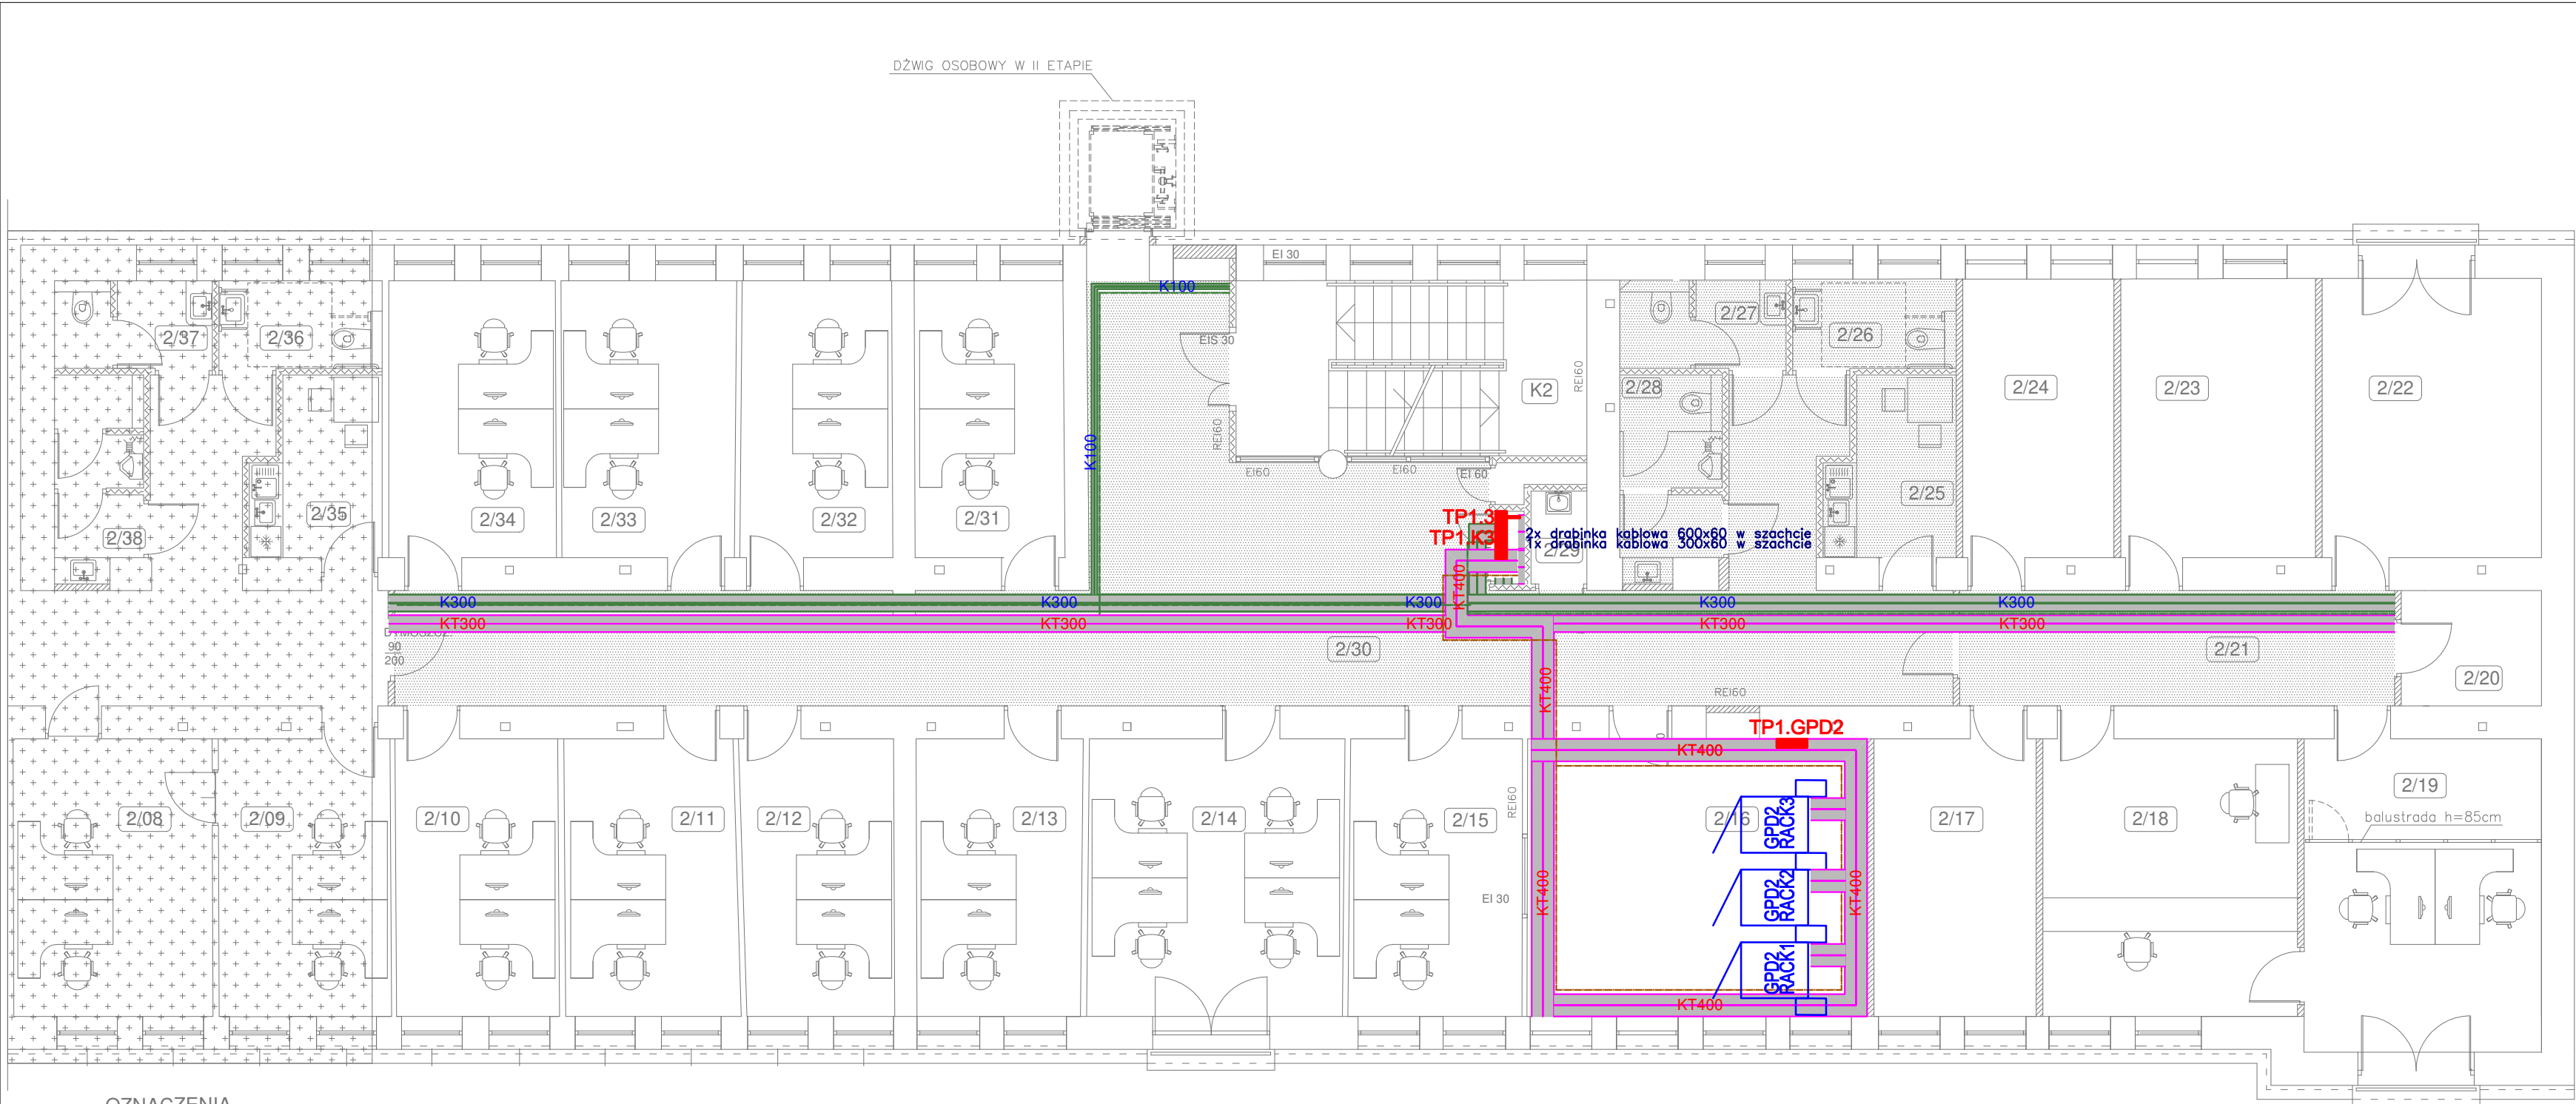 DŹWIG OSOBOWY W II ETAPIE
EI 30
K100
EIS 30
2/37
2/36
2/27
2/26
K2
REI60
2/28
2/24
2/23
2/22
K100
REI60
EI60
EI60
EI 60
2/25
2/34
2/33
2/32
2/31
2/35
2/38
TP1.3
TP1.K3
2x drabinka kablowa 600x60 w szachcie
1x drabinka kablowa 300x60 w szachcie
2/29
KT400
K300
K300
K300
K300
K300
KT300
KT300
KT300
KT300
KT300
90
200
2/30
2/21
2/20
KT400
REI60
TP1.GPD2
KT400
2/19
balustrada h=85cm
2/08
2/09
2/10
2/11
2/12
2/13
2/14
2/15
REI60
2/16
GPD2
RACK3
2/17
2/18
GPD2
RACK2
KT400
KT400
EI 30
GPD2
RACK1
KT400
OZNACZENIA